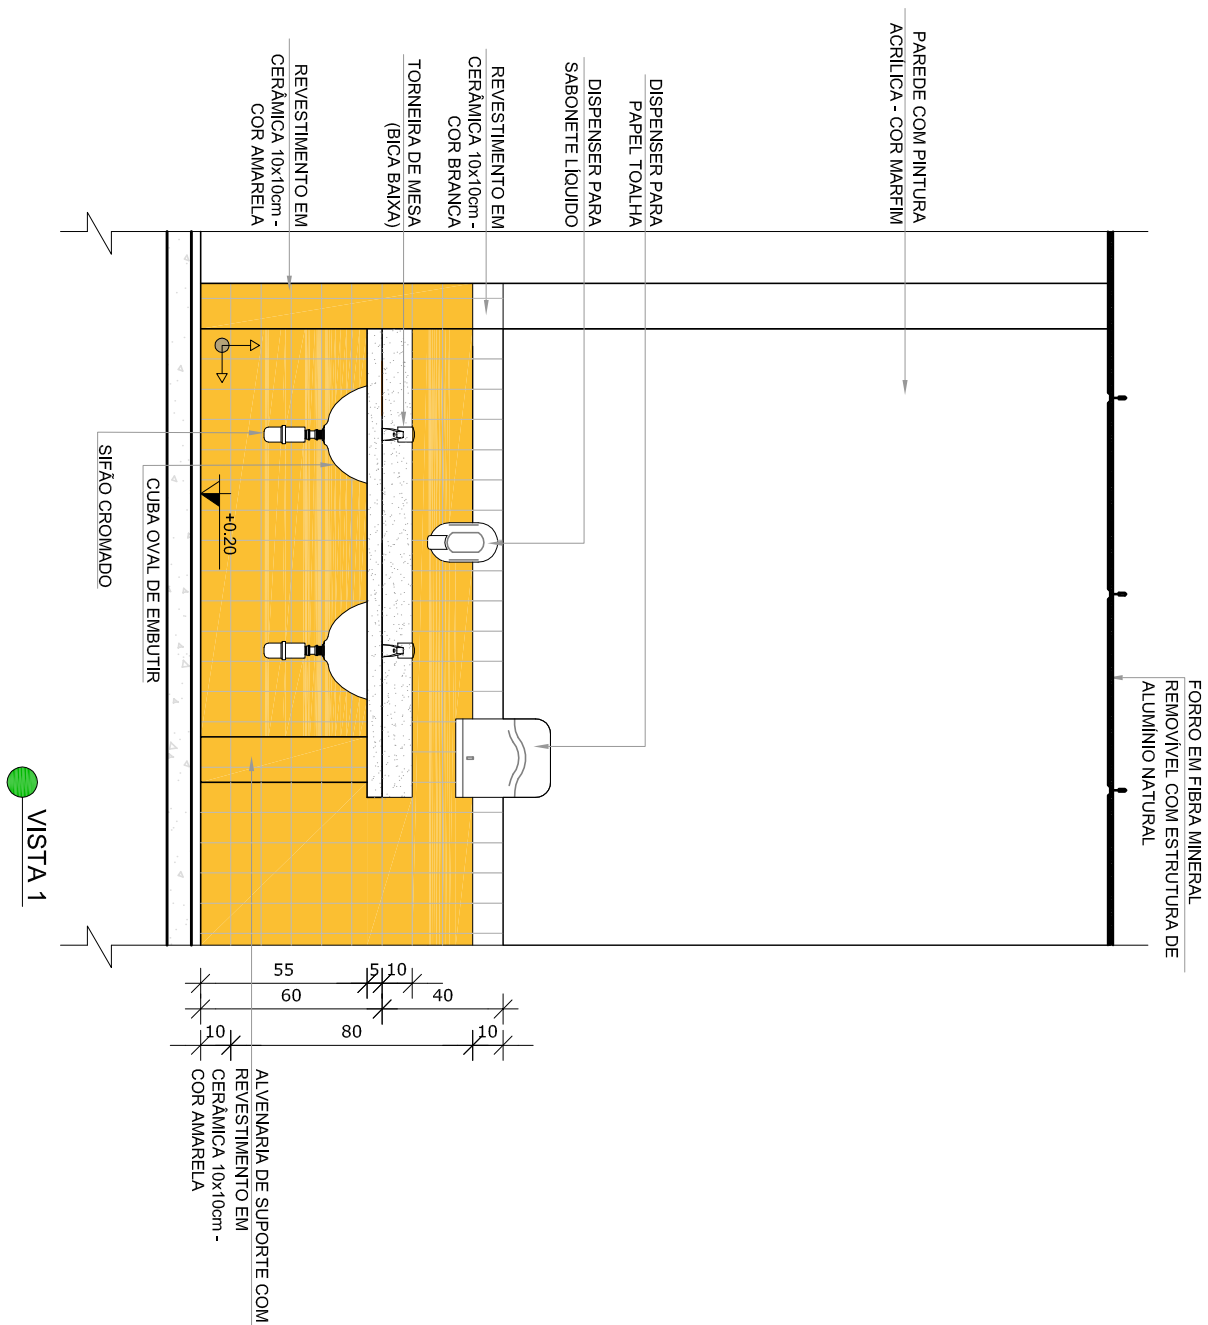 FORRO EM FIBRA MINERAL
REMOVÍVEL COM ESTRUTURA DE
ALUMÍNIO NATURAL
PAREDE COM PINTURA
ACRÍLICA - COR MARFIM
DISPENSER PARA
PAPEL TOALHA
DISPENSER PARA
SABONETE LÍQUIDO
REVESTIMENTO EM
CERÂMICA 10x10cm -
COR BRANCA
TORNEIRA DE MESA
(BICA BAIXA)
REVESTIMENTO EM
CERÂMICA 10x10cm -
COR AMARELA
10
40
5
10
80
55
60
10
+0.20
ALVENARIA DE SUPORTE COM
REVESTIMENTO EM
CERÂMICA 10x10cm -
COR AMARELA
CUBA OVAL DE EMBUTIR
SIFÃO CROMADO
VISTA 1